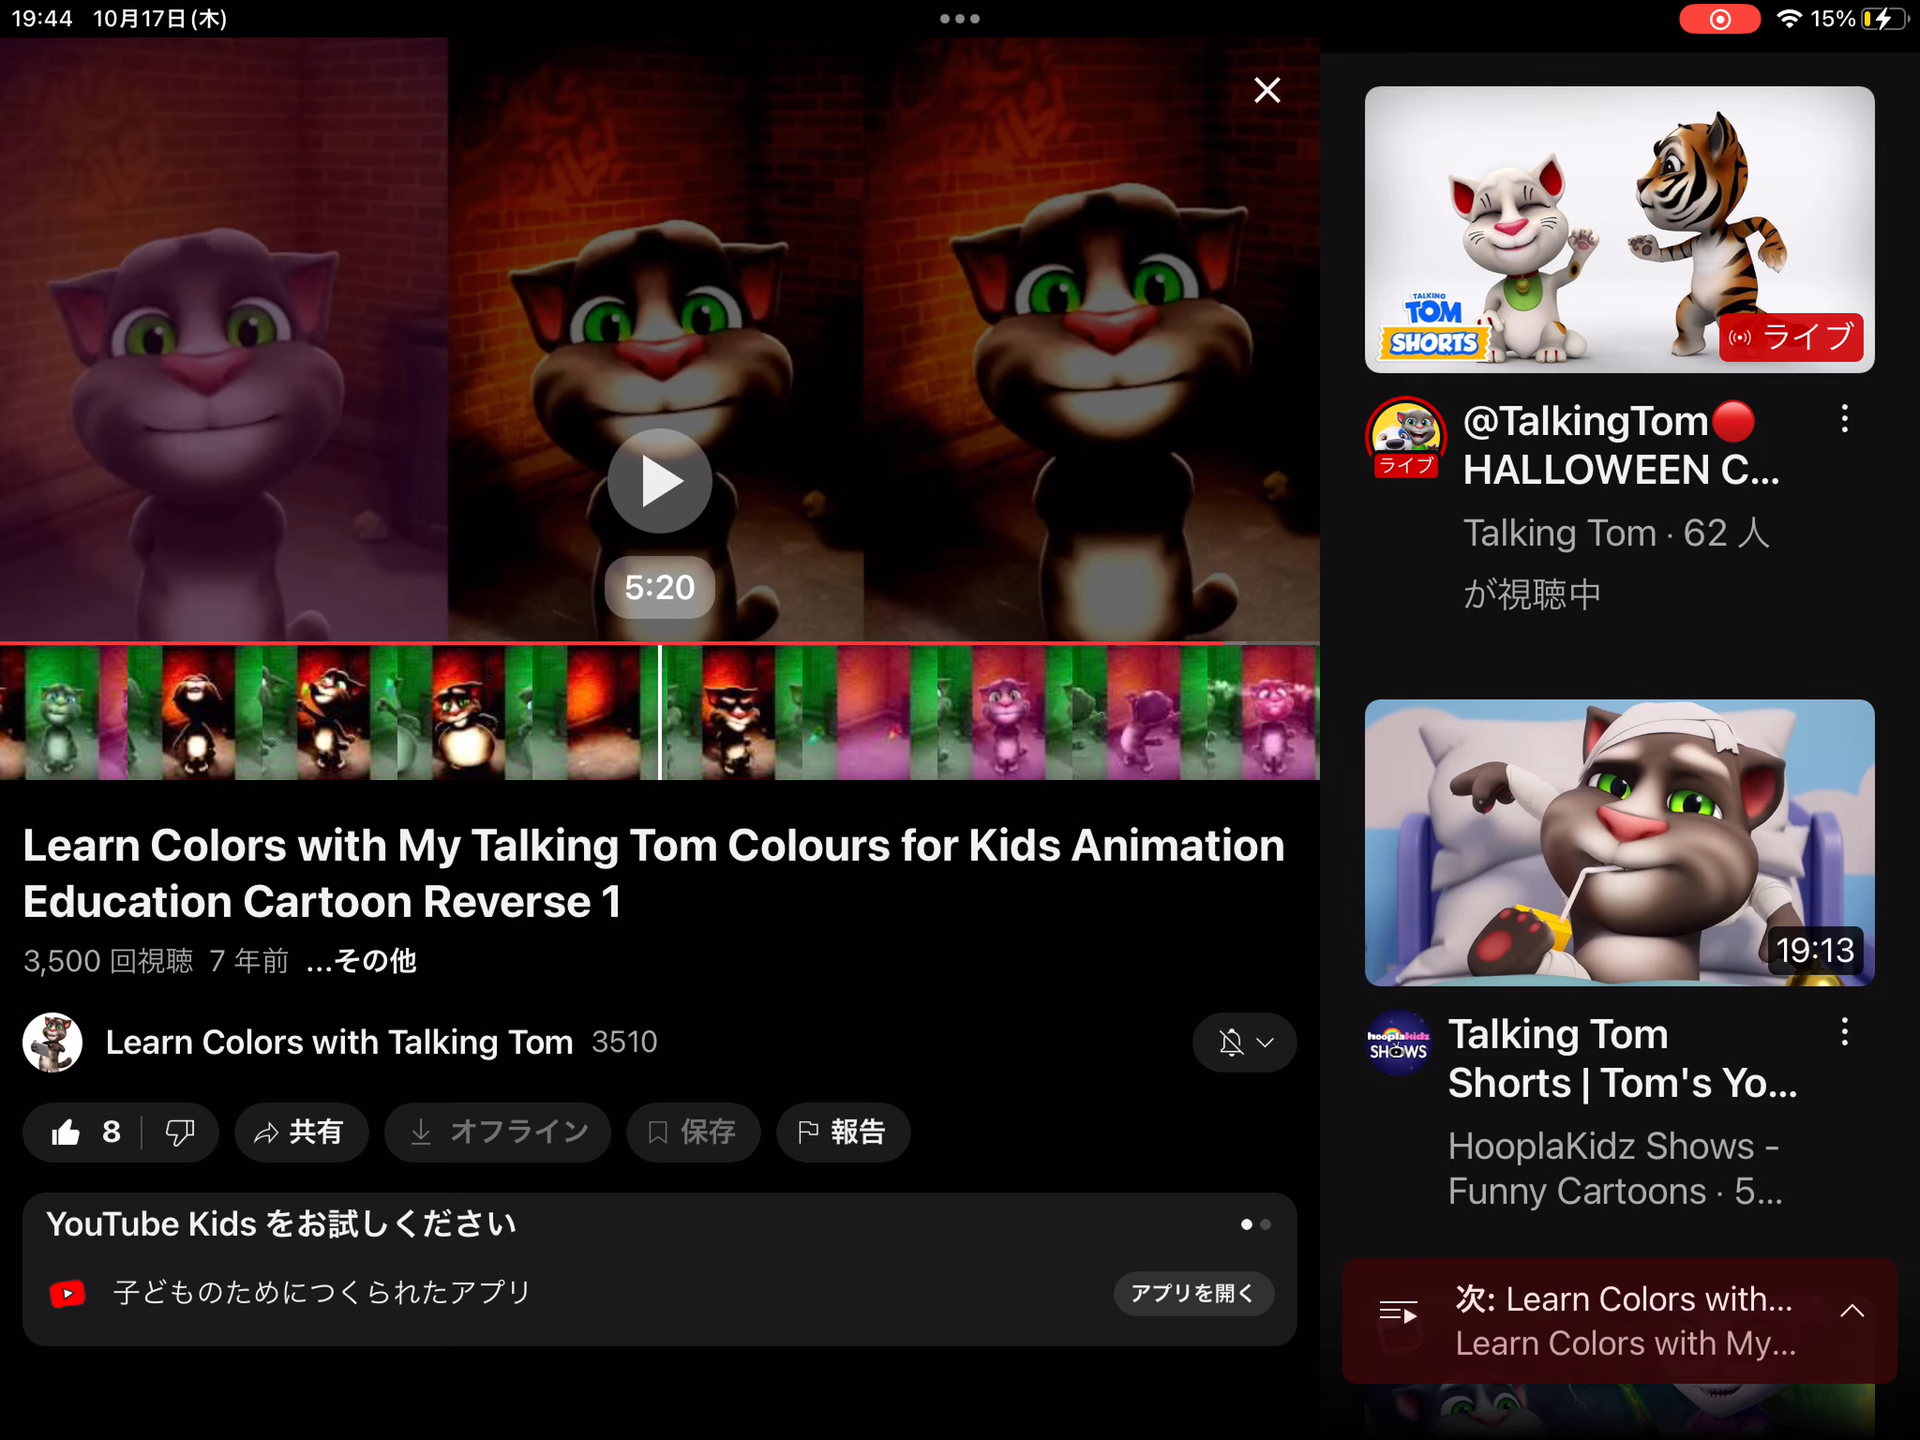 19:44 10月17日(木)
15%
5:20
Learn Colors with My Talking Tom Colours for Kids Animation
Education Cartoon Reverse 1
3,500 回視聴 7 年前 ...その他
Learn Colors with Talking Tom 3510
8
共有
オフライン
保存
報告
YouTube Kids をお試しください
子どものためにつくられたアプリ
アプリを開く
TALKING
TOM
SHORTS
ライブ
ライブ
@TalkingTom🔴
HALLOWEEN C...
Talking Tom · 62 人
が視聴中
19:13
hooplakidz
SHOWS
Talking Tom
Shorts | Tom's Yo...
HooplaKidz Shows -
Funny Cartoons · 5...
次: Learn Colors with...
Learn Colors with My...